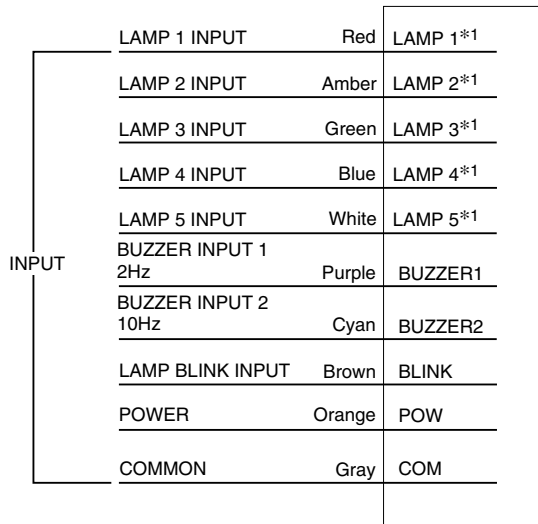 LAMP 1 INPUT Red LAMP 1*1
LAMP 2 INPUT Amber LAMP 2*1
LAMP 3 INPUT Green LAMP 3*1
LAMP 4 INPUT Blue LAMP 4*1
LAMP 5 INPUT White LAMP 5*1
INPUT
BUZZER INPUT 1
2Hz Purple BUZZER1
BUZZER INPUT 2
10Hz Cyan BUZZER2
LAMP BLINK INPUT Brown BLINK
POWER Orange POW
COMMON Gray COM